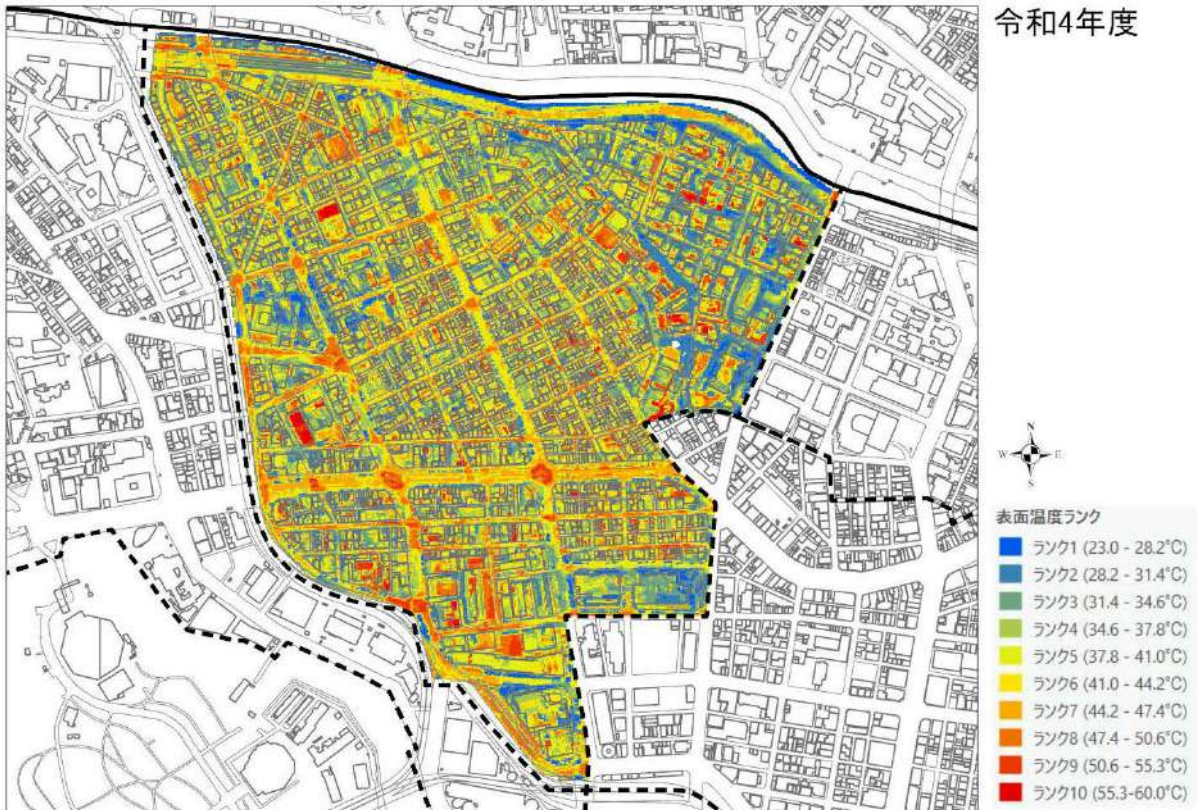 令和4年度
N
W
E
S
表面温度ランク
ランク1 (23.0 - 28.2℃)
ランク2 (28.2 - 31.4℃)
ランク3 (31.4 - 34.6℃)
ランク4 (34.6 - 37.8℃)
ランク5 (37.8 - 41.0℃)
ランク6 (41.0 - 44.2℃)
ランク7 (44.2 - 47.4℃)
ランク8 (47.4 - 50.6℃)
ランク9 (50.6 - 55.3℃)
ランク10 (55.3-60.0℃)